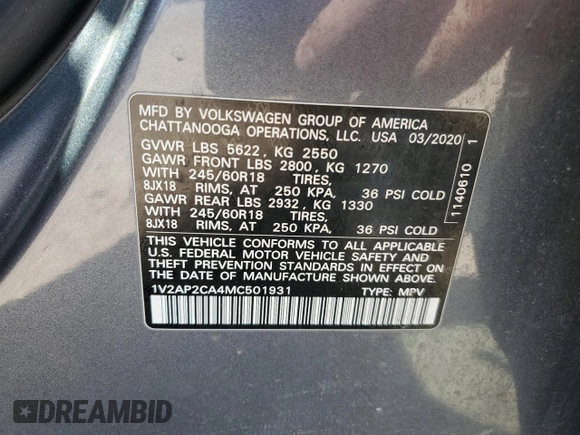 MFD BY VOLKSWAGEN GROUP OF AMERICA
CHATTANOOGA OPERATIONS, LLC. USA 03/2020
GVWR LBS 5622, KG 2550
GAWR FRONT LBS 2800, KG 1270
WITH 245/60R18 TIRES,
8JX18 RIMS, AT 250 KPA, 36 PSI COLD
GAWR REAR LBS 2932, KG 1330
WITH 245/60R18 TIRES,
8JX18 RIMS, AT 250 KPA, 36 PSI COLD
THIS VEHICLE CONFORMS TO ALL APPLICABLE
U.S. FEDERAL MOTOR VEHICLE SAFETY AND
THEFT PREVENTION STANDARDS IN EFFECT ON
THE DATE OF MANUFACTURE SHOWN ABOVE.
1V2AP2CA4MC501931 TYPE: MPV
1140610 1
DREAMBID